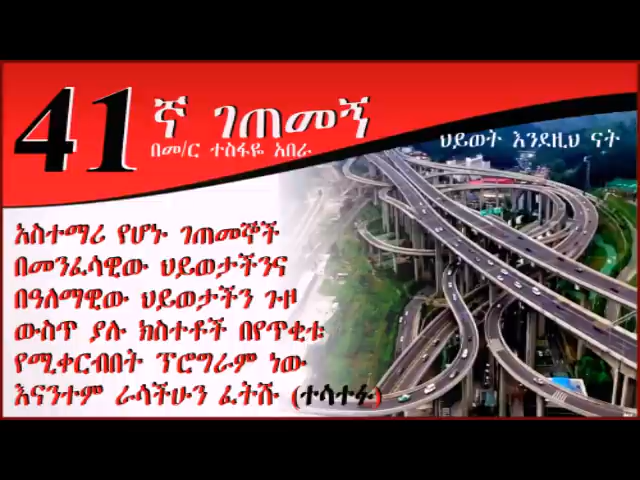 41 ኛ ገጠመኝ
በመ/ር ተስፋዬ አበራ
ህይወት እንደዚህ ናት
አስተማሪ የሆኑ ገጠመኞች
በመንፈሳዊው ህይወታችንና
በዓለማዊው ህይወታችን ጉዞ
ውስጥ ያሉ ክስተቶች በየጥቂቱ
የሚቀርብበት ፕሮግራም ነው
እናንተም ራሳችሁን ፈትሹ (ተሳተፉ)